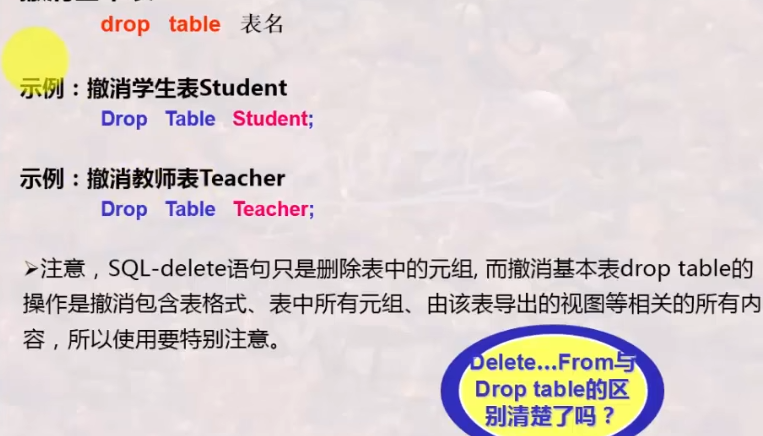 drop table 表名
示例：撤消学生表Student
Drop Table Student;
示例：撤消教师表Teacher
Drop Table Teacher;
➢注意，SQL-delete语句只是删除表中的元组, 而撤消基本表drop table的
操作是撤消包含表格式、表中所有元组、由该表导出的视图等相关的所有内
容，所以使用要特别注意。
Delete...From与
Drop table的区
别清楚了吗？